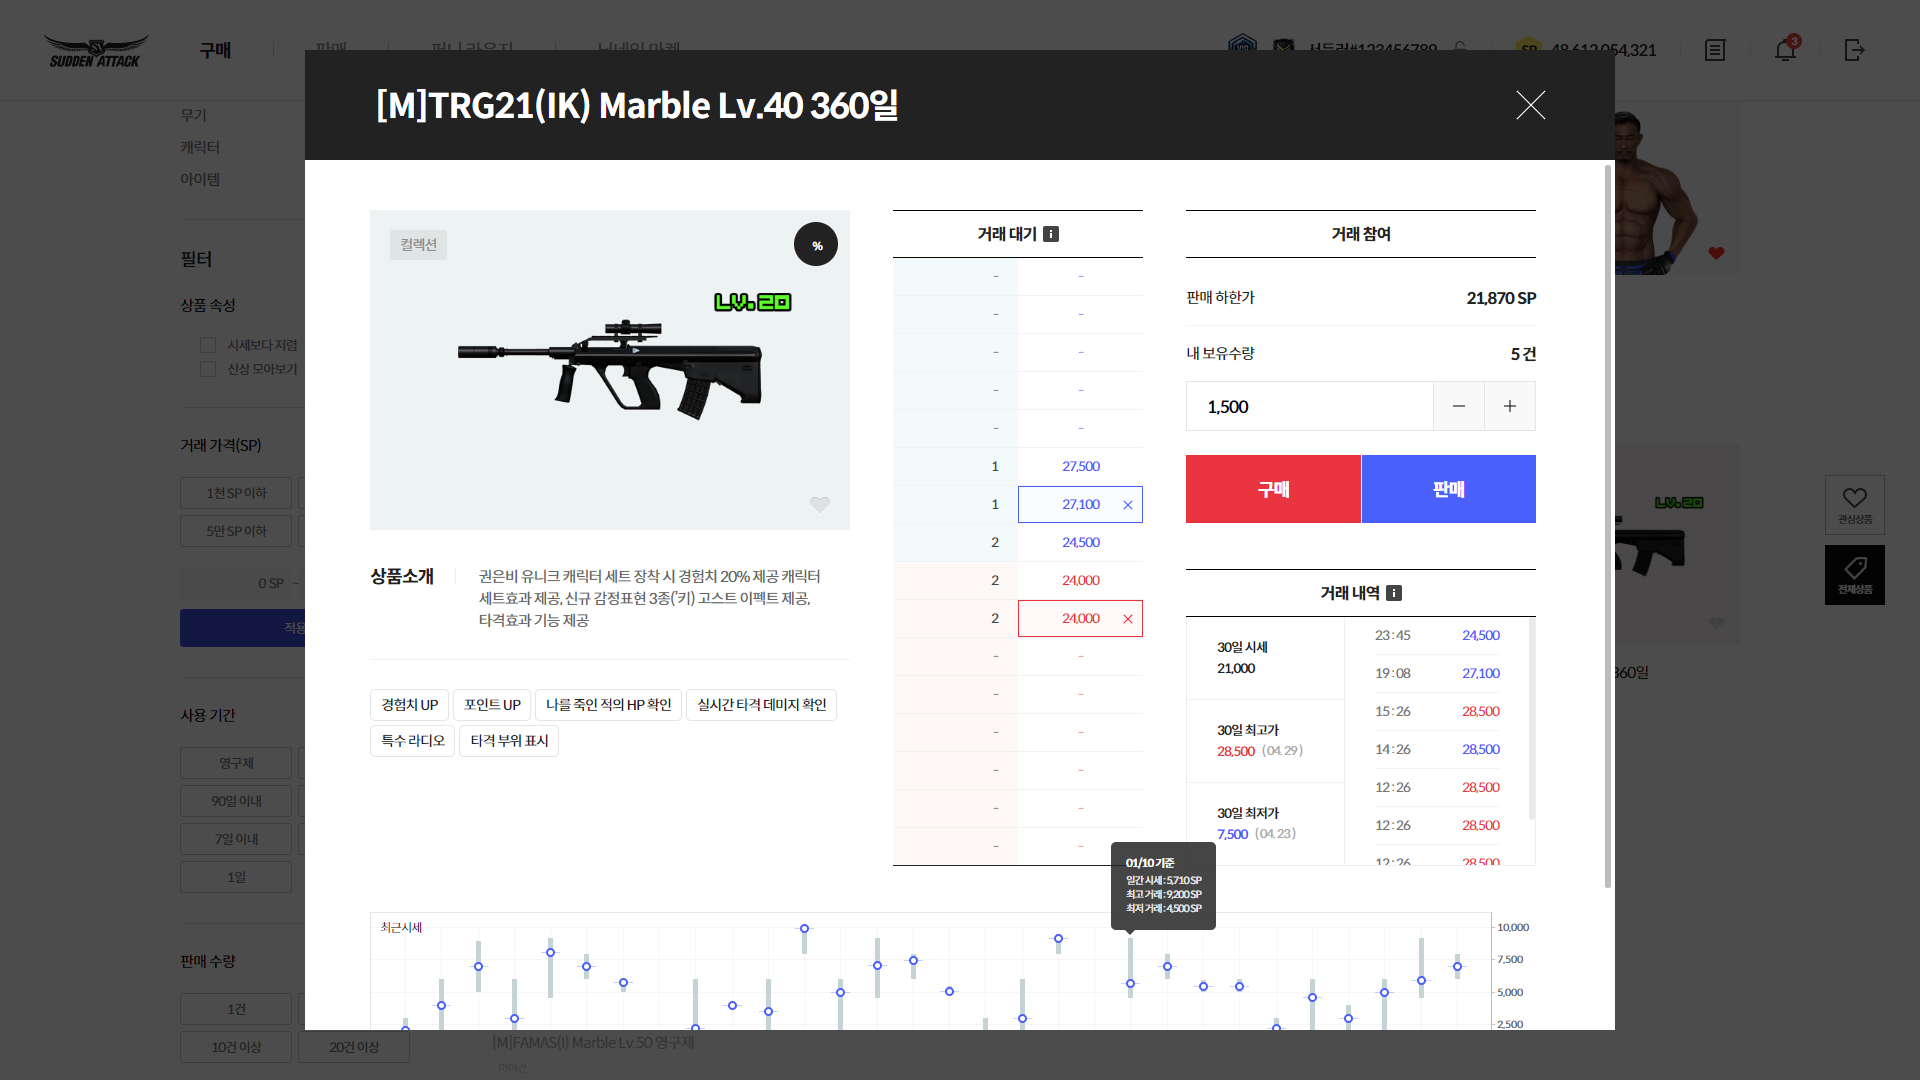 SUDDEN ATTACK
구매
판매
퍼니 라운지
닉네임 마켓
서든러#123456789
SP
48,612,054,321
3
[M]TRG21(IK) Marble Lv.40 360일
무기
캐릭터
아이템
필터
상품 속성
시세보다 저렴
신상 모아보기
거래 가격(SP)
1천 SP 이하
5만 SP 이하
0 SP ~
적용
사용 기간
영구제
90일 이내
7일 이내
1일
판매 수량
1건
10건 이상
20건 이상
컬렉션
%
LV.20
상품소개
권은비 유니크 캐릭터 세트 장착 시 경험치 20% 제공 캐릭터
세트효과 제공, 신규 감정표현 3종('키) 고스트 이펙트 제공,
타격효과 기능 제공
경험치 UP
포인트 UP
나를 죽인 적의 HP 확인
실시간 타격 데미지 확인
특수 라디오
타격 부위 표시
거래 대기 i
- -
- -
- -
- -
- -
1 27,500
1 27,100
2 24,500
2 24,000
2 24,000
- -
- -
- -
- -
- -
- -
거래 참여
판매 하한가 21,870 SP
내 보유수량 5 건
1,500
구매
판매
거래 내역 i
30일 시세
21,000
30일 최고가
28,500 (04.29)
30일 최저가
7,500 (04.23)
23:45 24,500
19:08 27,100
15:26 28,500
14:26 28,500
12:26 28,500
12:26 28,500
12:26 28,500
01/10 기준
일간 시세 : 5,710 SP
최고 거래 : 9,200 SP
최저 거래 : 4,500 SP
최근시세
10,000
7,500
5,000
2,500
LV.20
360일
관심상품
전체상품
[M]FAMAS(I) Marble Lv.50 영구제